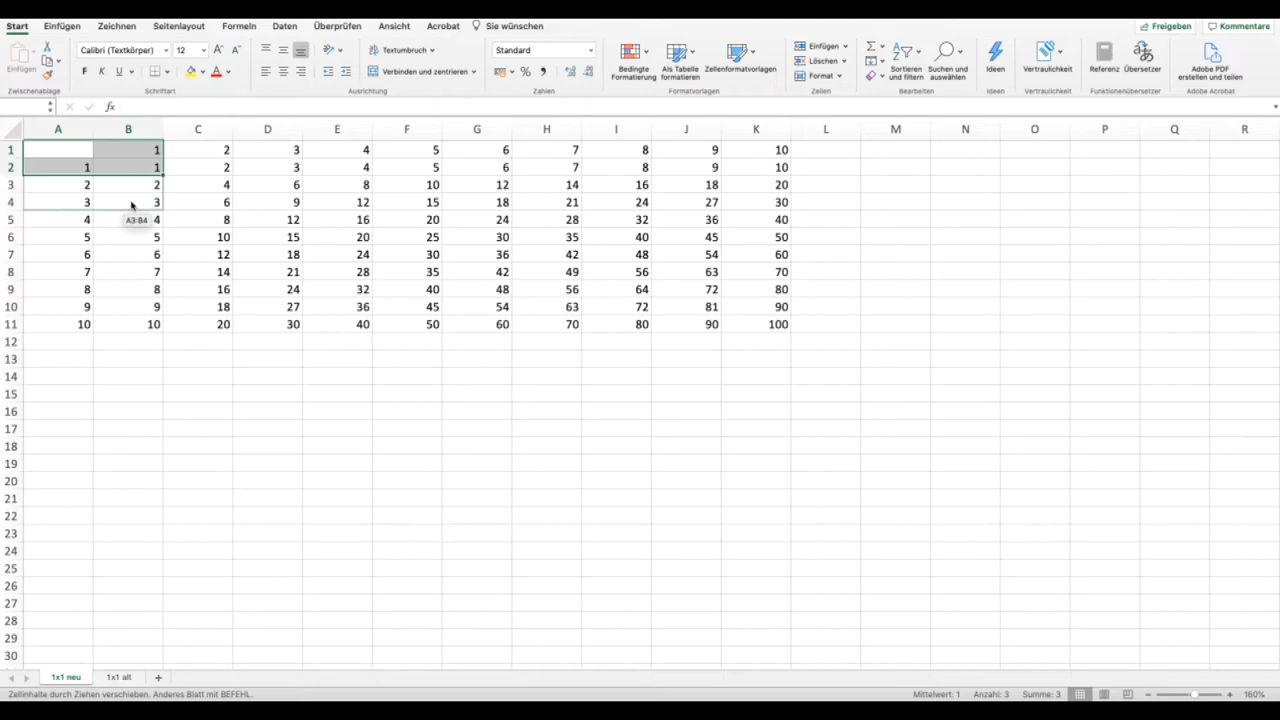 Start Einfügen Zeichnen Seitenlayout Formeln Daten Überprüfen Ansicht Acrobat Sie wünschen Freigeben Kommentare
Einfügen Calibri (Textkörper) 12 A A Textumbruch Standard Bedingte Formatierung Als Tabelle formatieren Zellenformatvorlagen Einfügen Löschen Format Sortieren und filtern Suchen und auswählen Ideen Vertraulichkeit Referenz Übersetzer Adobe PDF erstellen und teilen
F K U A Verbinden und zentrieren %
Zwischenablage Schriftart Ausrichtung Zahlen Formatvorlagen Zellen Bearbeiten Ideen Vertraulichkeit Funktionenübersetzer Adobe Acrobat
fx
A B C D E F G H I J K L M N O P Q R
1 1 2 3 4 5 6 7 8 9 10
2 1 1 2 3 4 5 6 7 8 9 10
3 2 2 4 6 8 10 12 14 16 18 20
4 3 3 6 9 12 15 18 21 24 27 30
A3:B4
5 4 4 8 12 16 20 24 28 32 36 40
6 5 5 10 15 20 25 30 35 40 45 50
7 6 6 12 18 24 30 36 42 48 54 60
8 7 7 14 21 28 35 42 49 56 63 70
9 8 8 16 24 32 40 48 56 64 72 80
10 9 9 18 27 36 45 54 63 72 81 90
11 10 10 20 30 40 50 60 70 80 90 100
12
13
14
15
16
17
18
19
20
21
22
23
24
25
26
27
28
29
30
1x1 neu 1x1 alt +
Zellinhalte durch Ziehen verschieben. Anderes Blatt mit BEFEHL. Mittelwert: 1 Anzahl: 3 Summe: 3 160%